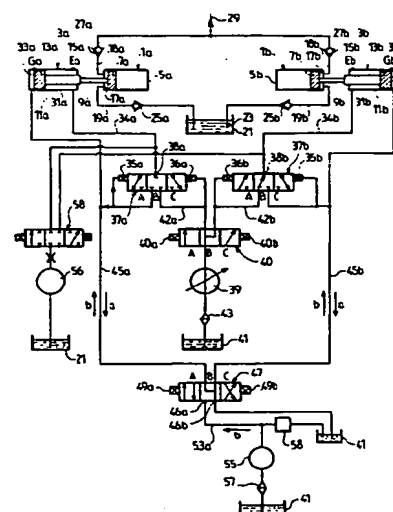 29
27a 27b
33a 3a 15a 16a 1a 1b 18b 15b 3b 33b
Ga 13a Ea 7a 5a 5b 7b 17b Eb 13b G
9a 17a 23 9b
11a 31a 19a 25a 21 25b 19b 31b 11b
34a 34b
35a 38a 36a 36b 38b 37b 35b
58 A B C A B C
37a 42a 42b
40a 40b
A B C 40
56 45a 39 45b
b a 43 b a
21 41
A B C 47
49a 49b
46a
46b
b 58 41
53a
55
57
41